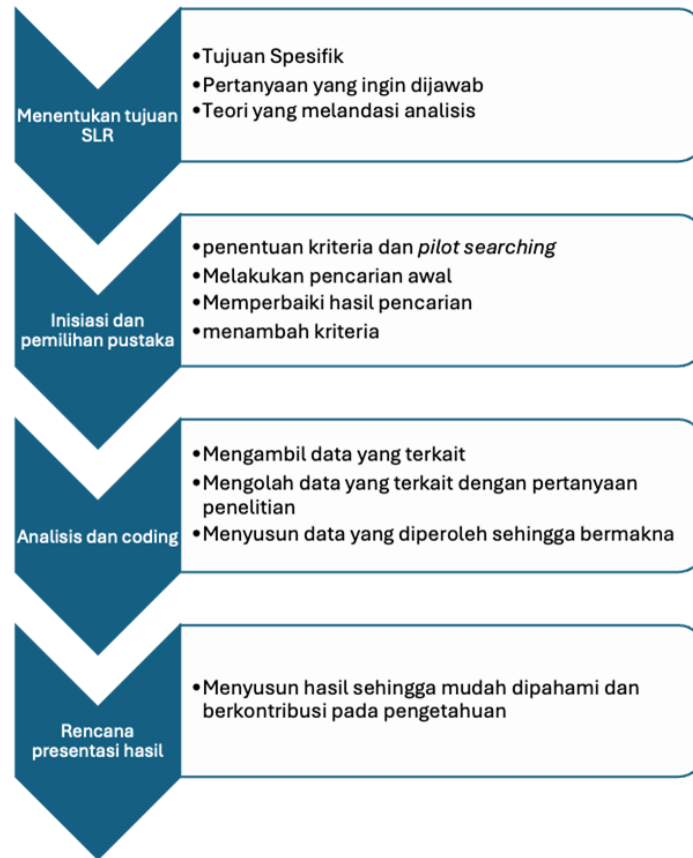 Menentukan tujuan
SLR
•Tujuan Spesifik
•Pertanyaan yang ingin dijawab
•Teori yang melandasi analisis
Inisiasi dan
pemilihan pustaka
•penentuan kriteria dan pilot searching
•Melakukan pencarian awal
•Memperbaiki hasil pencarian
•menambah kriteria
Analisis dan coding
•Mengambil data yang terkait
•Mengolah data yang terkait dengan pertanyaan
penelitian
•Menyusun data yang diperoleh sehingga bermakna
Rencana
presentasi hasil
•Menyusun hasil sehingga mudah dipahami dan
berkontribusi pada pengetahuan